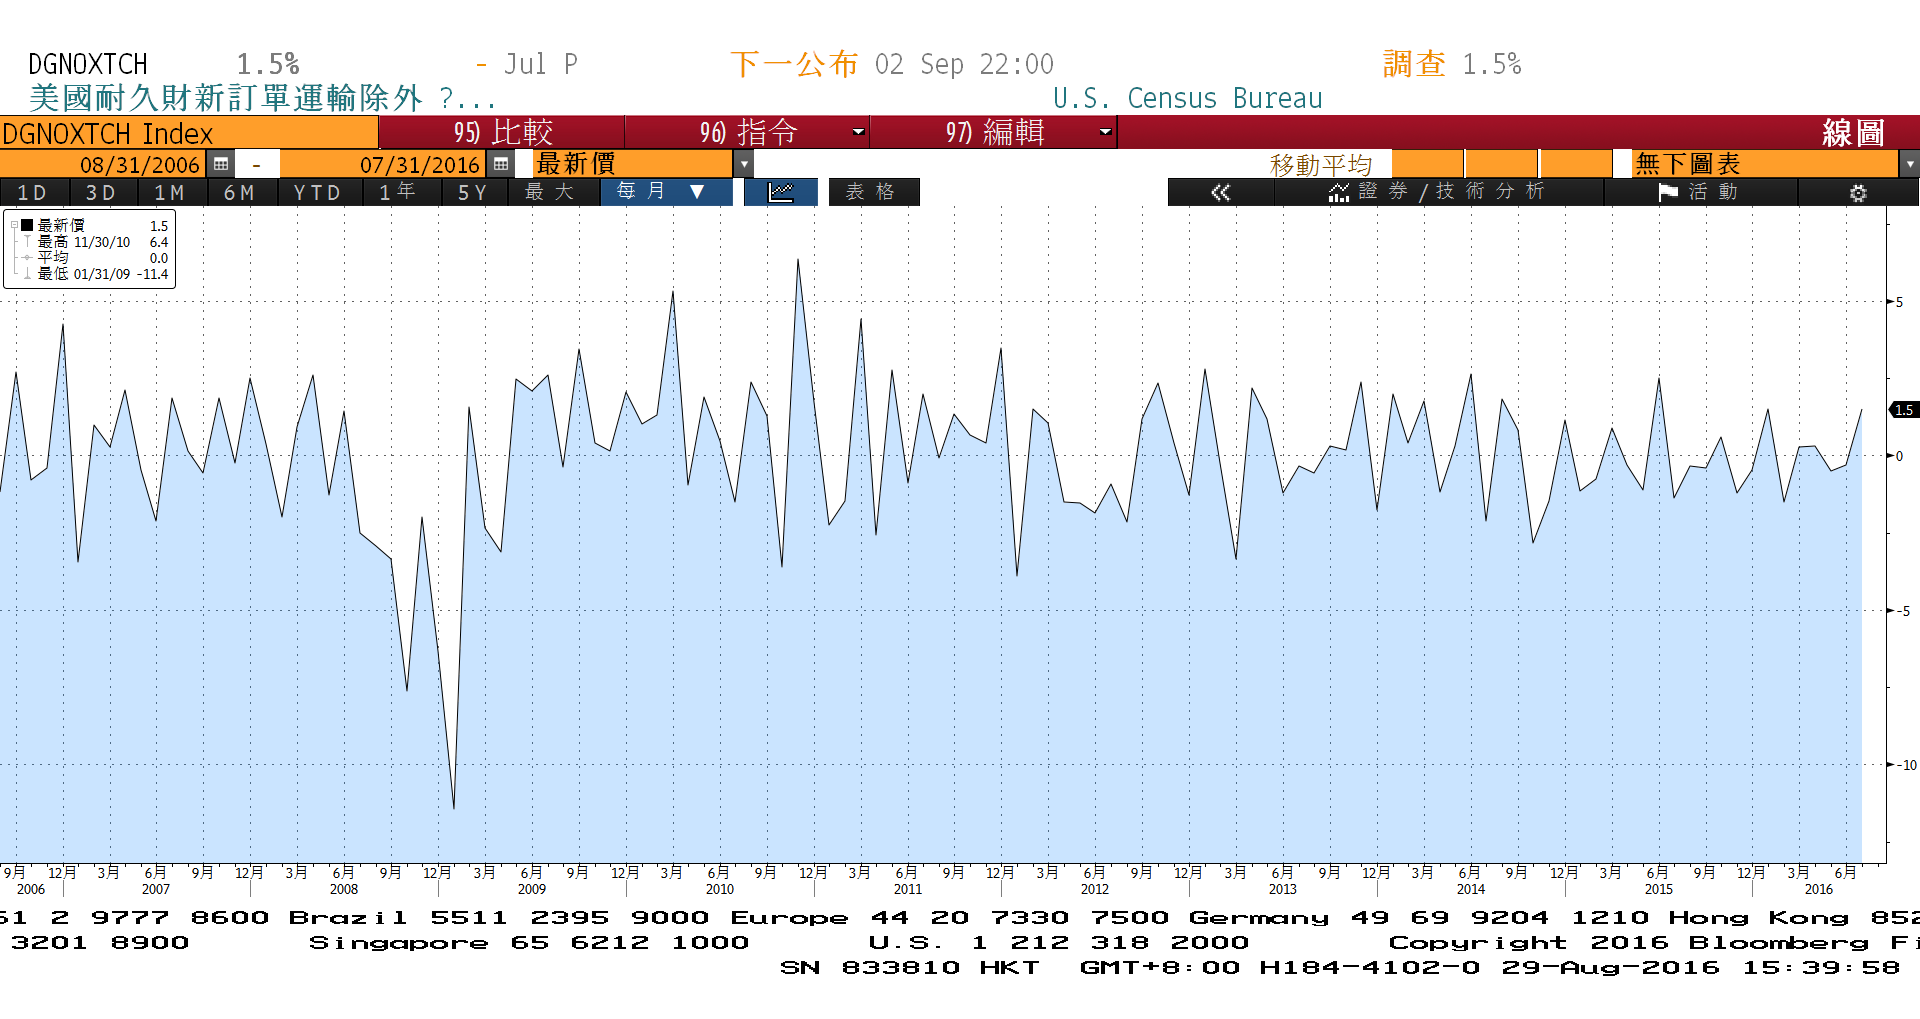 DGNOXTCH 1.5% - Jul P 下一公布 02 Sep 22:00 調查 1.5%
美國耐久財新訂單運輸除外 ?... U.S. Census Bureau
DGNOXTCH Index 95) 比較 96) 指令 97) 編輯 線圖
08/31/2006 - 07/31/2016 最新價 移動平均 無下圖表
1D 3D 1M 6M YTD 1年 5Y 最大 每月 ▼ 表格 « 證券/技術分析 活動
最新價 1.5
最高 11/30/10 6.4
平均 0.0
最低 01/31/09 -11.4
5
1.5
0
-5
-10
9月 12月 3月 6月 9月 12月 3月 6月 9月 12月 3月 6月 9月 12月 3月 6月 9月 12月 3月 6月 9月 12月 3月 6月 9月 12月 3月 6月 9月 12月 3月 6月 9月 12月 3月 6月 9月 12月 3月 6月
2006 2007 2008 2009 2010 2011 2012 2013 2014 2015 2016
61 2 9777 8600 Brazil 5511 2395 9000 Europe 44 20 7330 7500 Germany 49 69 9204 1210 Hong Kong 852
3201 8900 Singapore 65 6212 1000 U.S. 1 212 318 2000 Copyright 2016 Bloomberg Fi
SN 833810 HKT GMT+8:00 H184-4102-0 29-Aug-2016 15:39:58